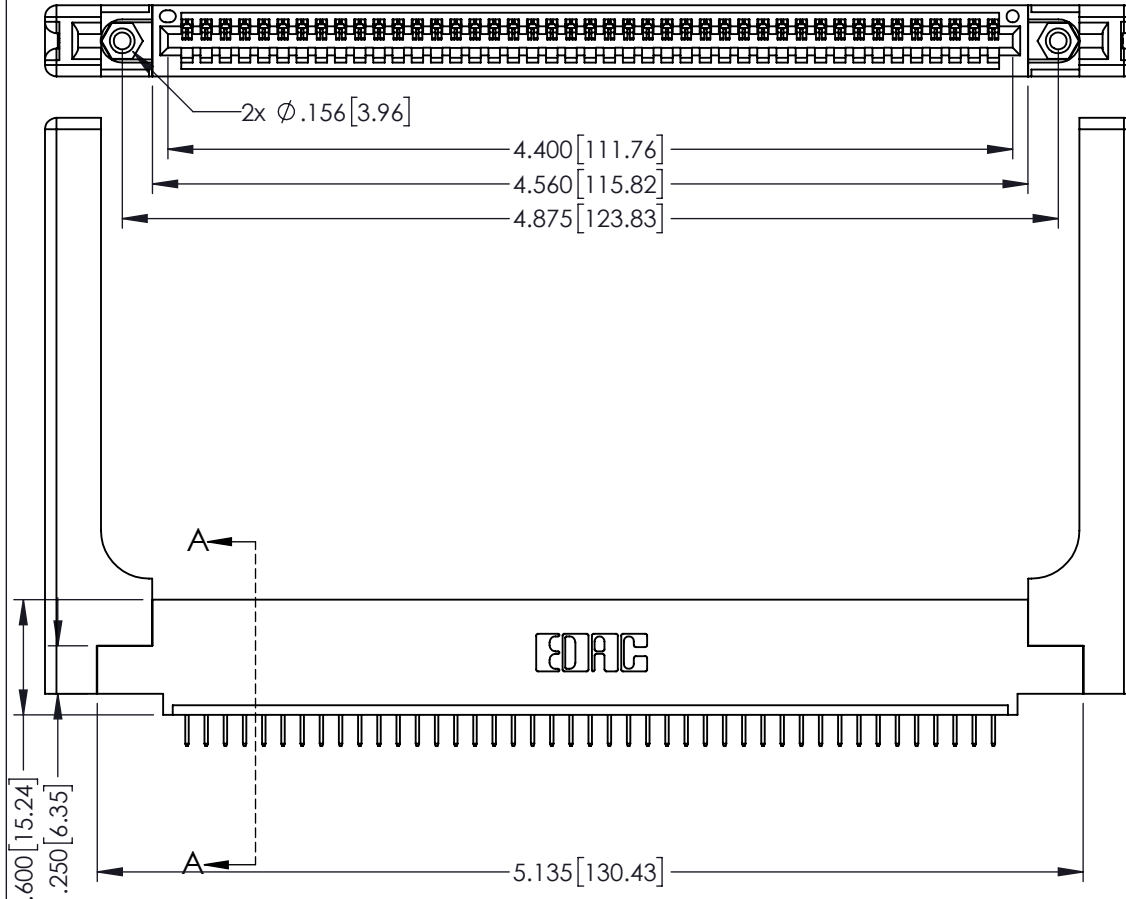 2x ∅.156[3.96]
4.400[111.76]
4.560[115.82]
4.875[123.83]
A
EDAC
.600[15.24]
.250[6.35]
A
5.135[130.43]